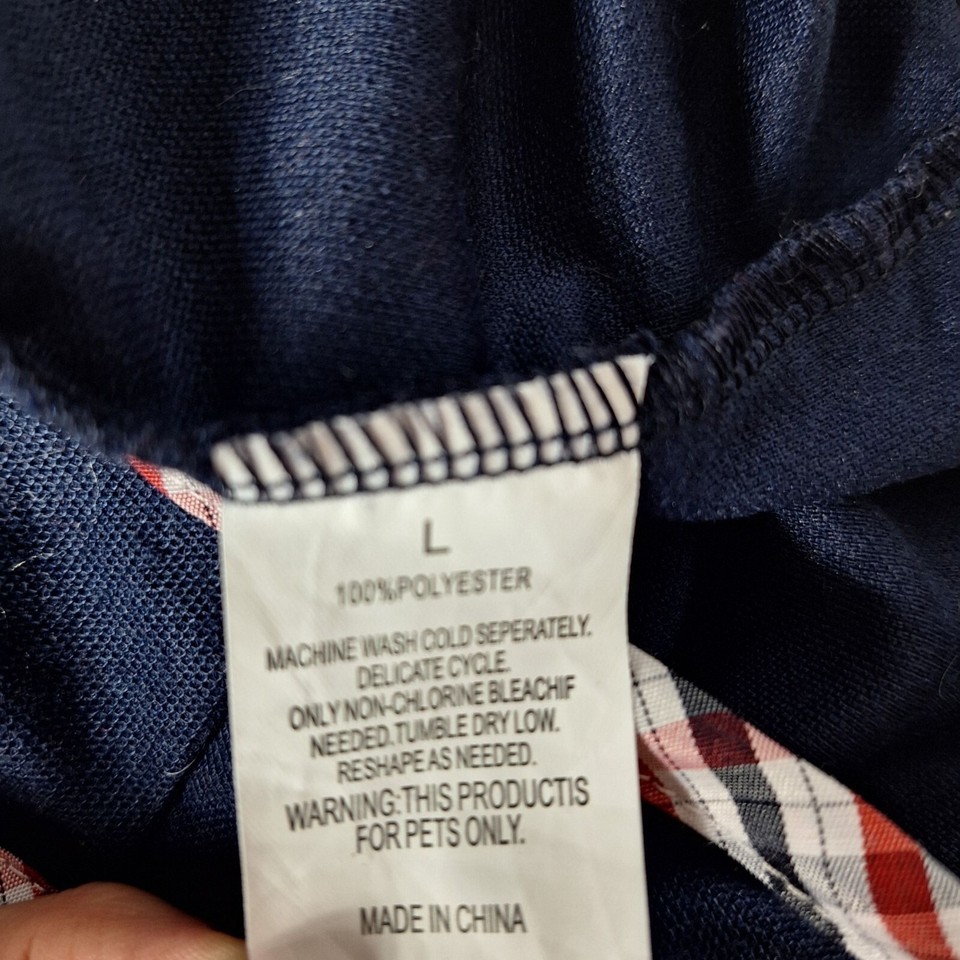 L
100%POLYESTER
MACHINE WASH COLD SEPERATELY.
DELICATE CYCLE.
ONLY NON-CHLORINE BLEACHIF
NEEDED.TUMBLE DRY LOW.
RESHAPE AS NEEDED.
WARNING:THIS PRODUCTIS
FOR PETS ONLY.
MADE IN CHINA